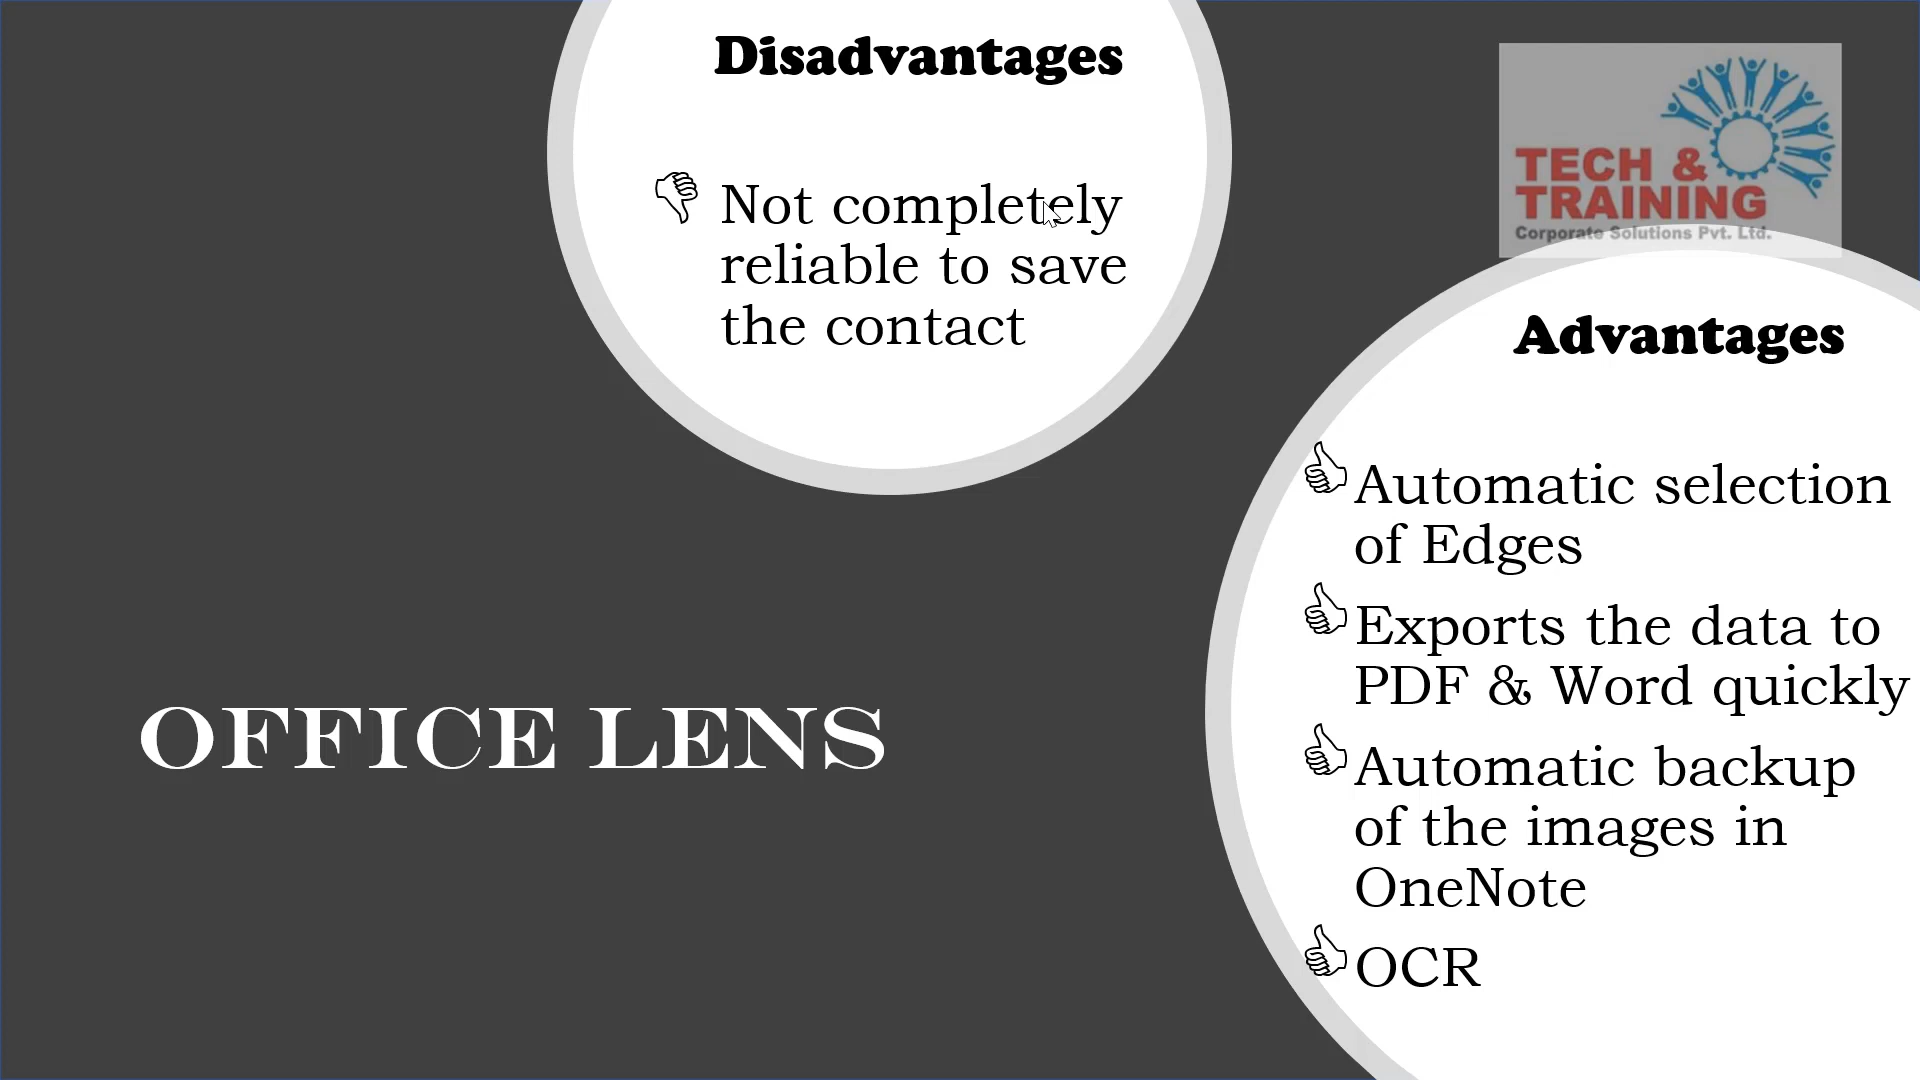 Disadvantages
Not completely
reliable to save
the contact
TECH &
TRAINING
Corporate Solutions Pvt. Ltd.
Advantages
Automatic selection
of Edges
Exports the data to
PDF & Word quickly
Automatic backup
of the images in
OneNote
OCR
OFFICE LENS